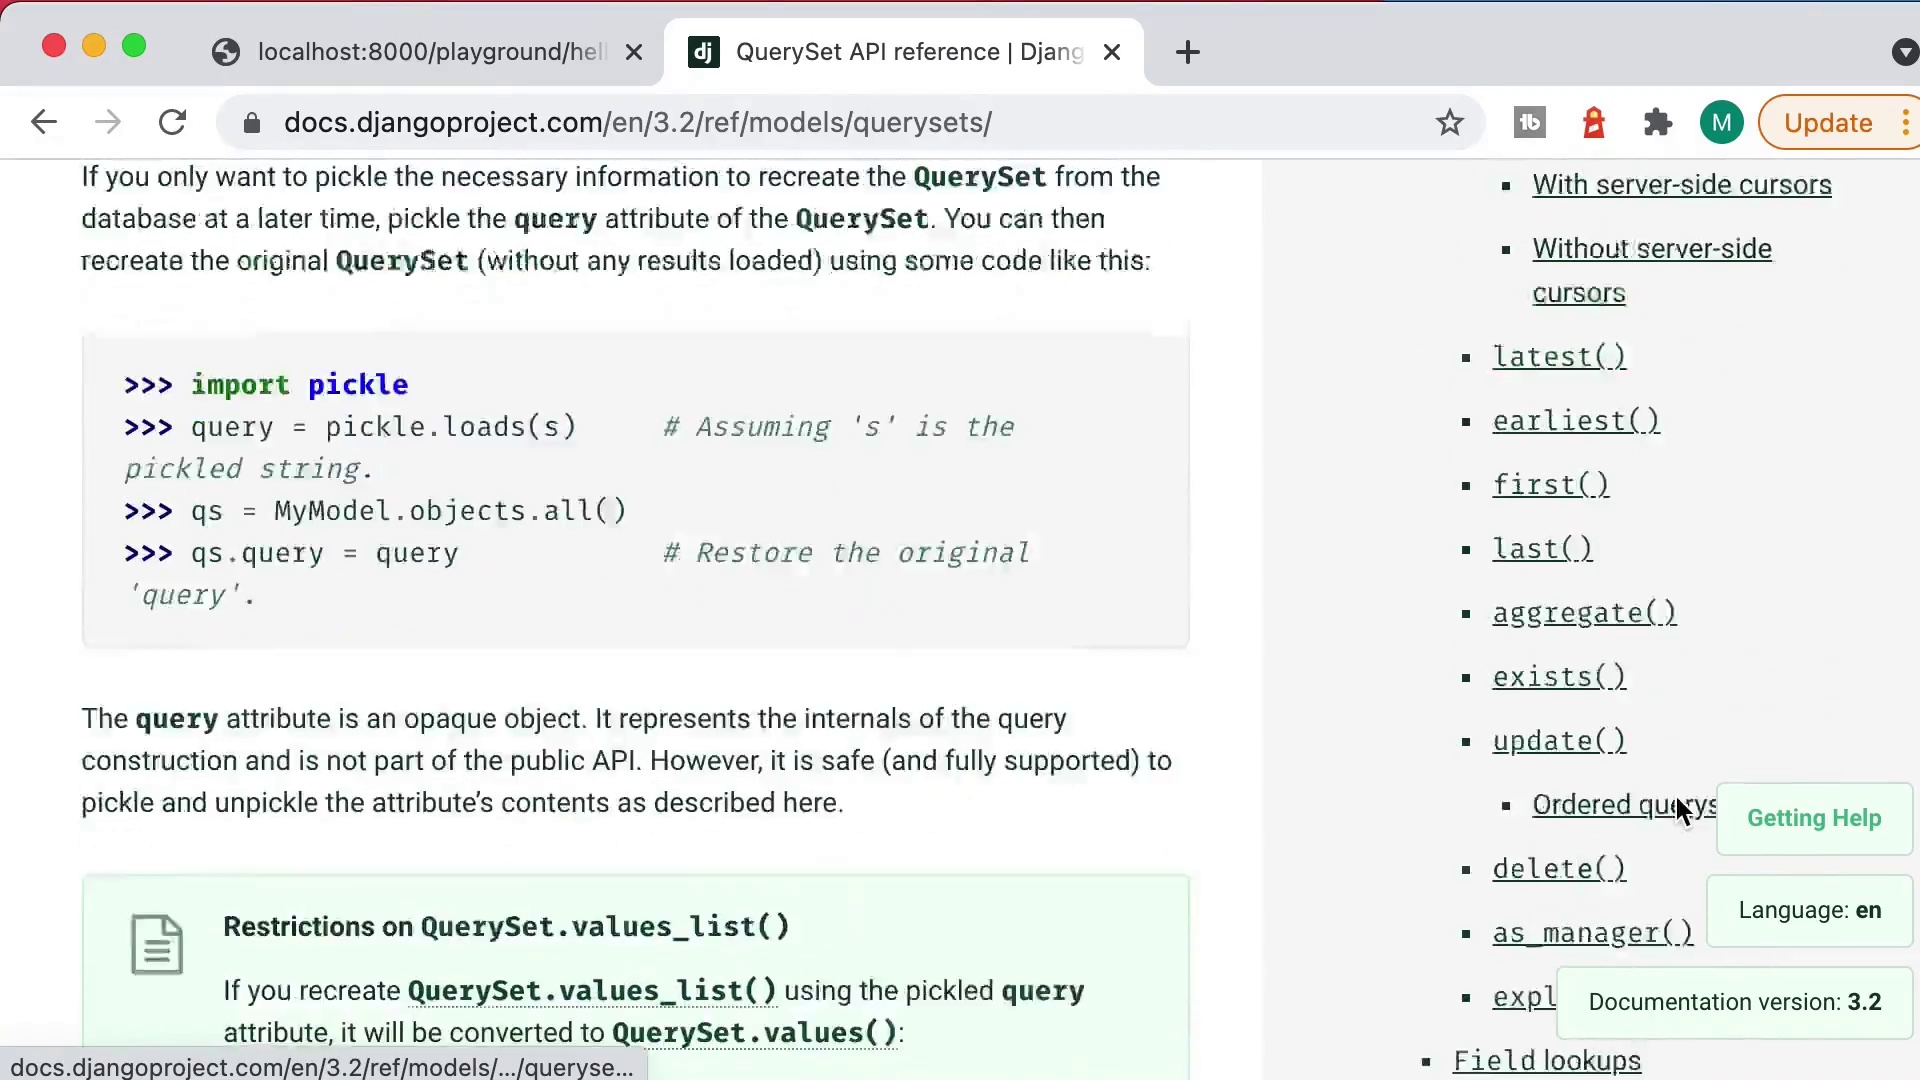 localhost:8000/playground/hell
QuerySet API reference | Djang
docs.djangoproject.com/en/3.2/ref/models/querysets/
M
Update
If you only want to pickle the necessary information to recreate the QuerySet from the
database at a later time, pickle the query attribute of the QuerySet. You can then
recreate the original QuerySet (without any results loaded) using some code like this:
>>> import pickle
>>> query = pickle.loads(s)     # Assuming 's' is the
pickled string.
>>> qs = MyModel.objects.all()
>>> qs.query = query            # Restore the original
'query'.
The query attribute is an opaque object. It represents the internals of the query
construction and is not part of the public API. However, it is safe (and fully supported) to
pickle and unpickle the attribute’s contents as described here.
Restrictions on QuerySet.values_list()
If you recreate QuerySet.values_list() using the pickled query
attribute, it will be converted to QuerySet.values():
docs.djangoproject.com/en/3.2/ref/models/.../queryse...
With server-side cursors
Without server-side
cursors
latest()
earliest()
first()
last()
aggregate()
exists()
update()
Ordered querys
delete()
as_manager()
expl
Field lookups
Getting Help
Language: en
Documentation version: 3.2